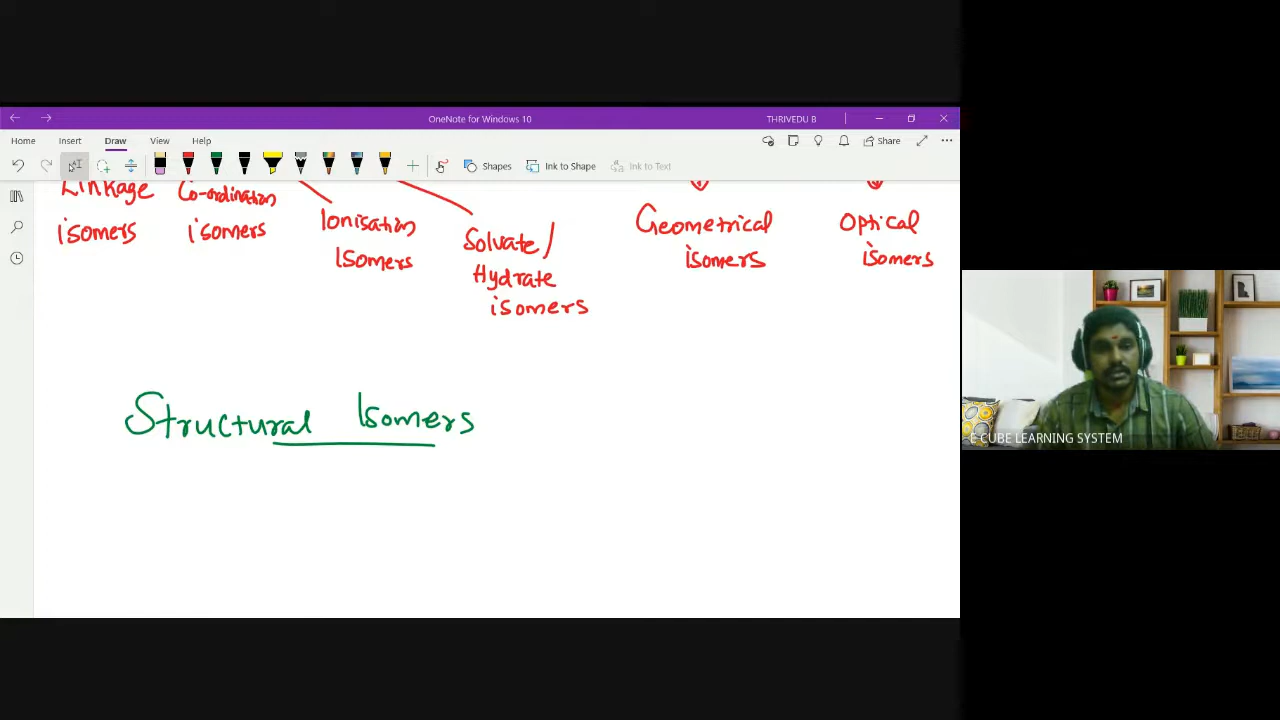 OneNote for Windows 10
THRIVEDU B
Home
Insert
Draw
View
Help
Share
Shapes
Ink to Shape
Ink to Text
Linkage
isomers
Co-ordination
isomers
Ionisation
Isomers
Solvate/
Hydrate
isomers
Geometrical
isomers
Optical
isomers
Structural Isomers
E CUBE LEARNING SYSTEM